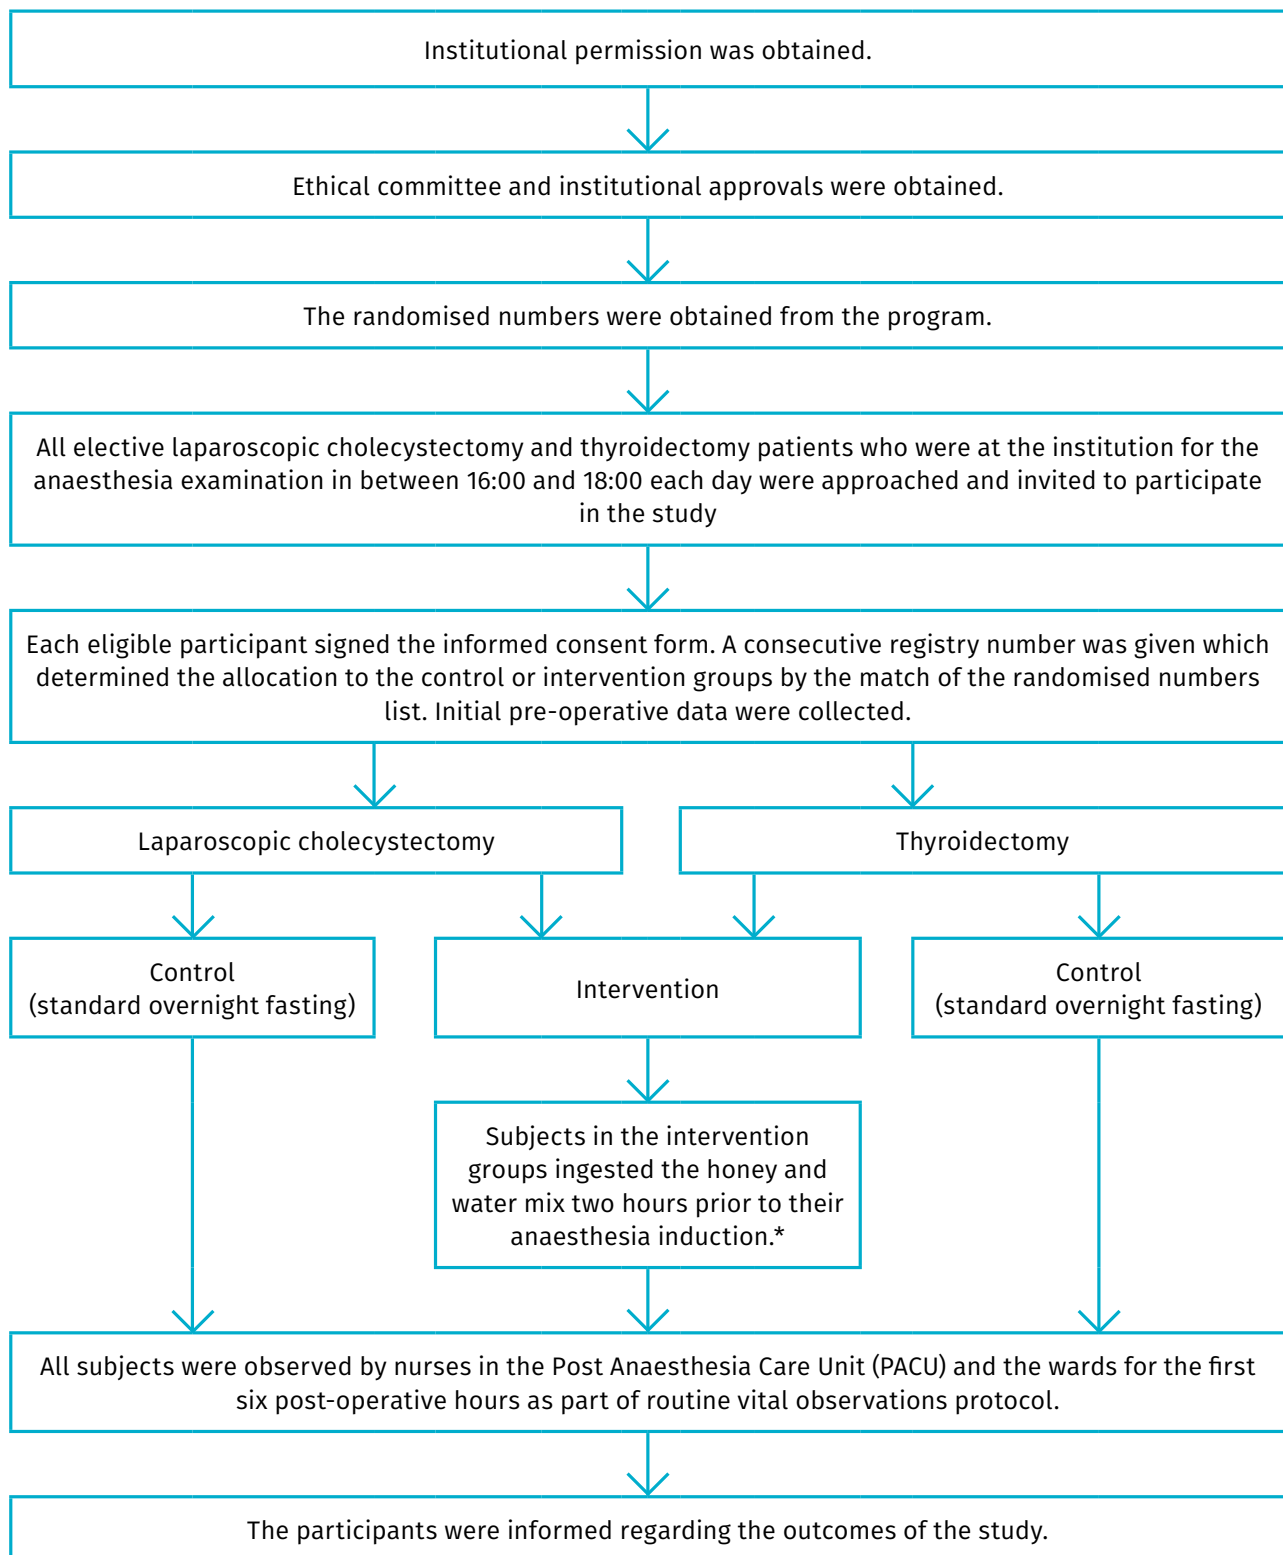 Institutional permission was obtained.
Ethical committee and institutional approvals were obtained.
The randomised numbers were obtained from the program.
All elective laparoscopic cholecystectomy and thyroidectomy patients who were at the institution for the
anaesthesia examination in between 16:00 and 18:00 each day were approached and invited to participate
in the study
Each eligible participant signed the informed consent form. A consecutive registry number was given which
determined the allocation to the control or intervention groups by the match of the randomised numbers
list. Initial pre-operative data were collected.
Laparoscopic cholecystectomy
Thyroidectomy
Control
(standard overnight fasting)
Intervention
Control
(standard overnight fasting)
Subjects in the intervention
groups ingested the honey and
water mix two hours prior to their
anaesthesia induction.*
All subjects were observed by nurses in the Post Anaesthesia Care Unit (PACU) and the wards for the first
six post-operative hours as part of routine vital observations protocol.
The participants were informed regarding the outcomes of the study.